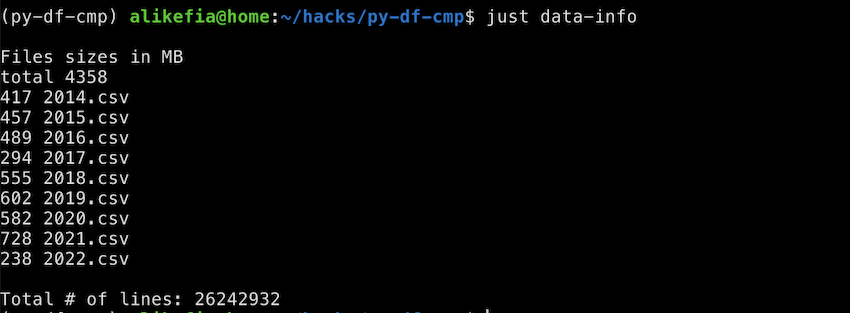 (py-df-cmp) alikefia@home:~/hacks/py-df-cmp$ just data-info
Files sizes in MB
total 4358
417 2014.csv
457 2015.csv
489 2016.csv
294 2017.csv
555 2018.csv
602 2019.csv
582 2020.csv
728 2021.csv
238 2022.csv
Total # of lines: 26242932